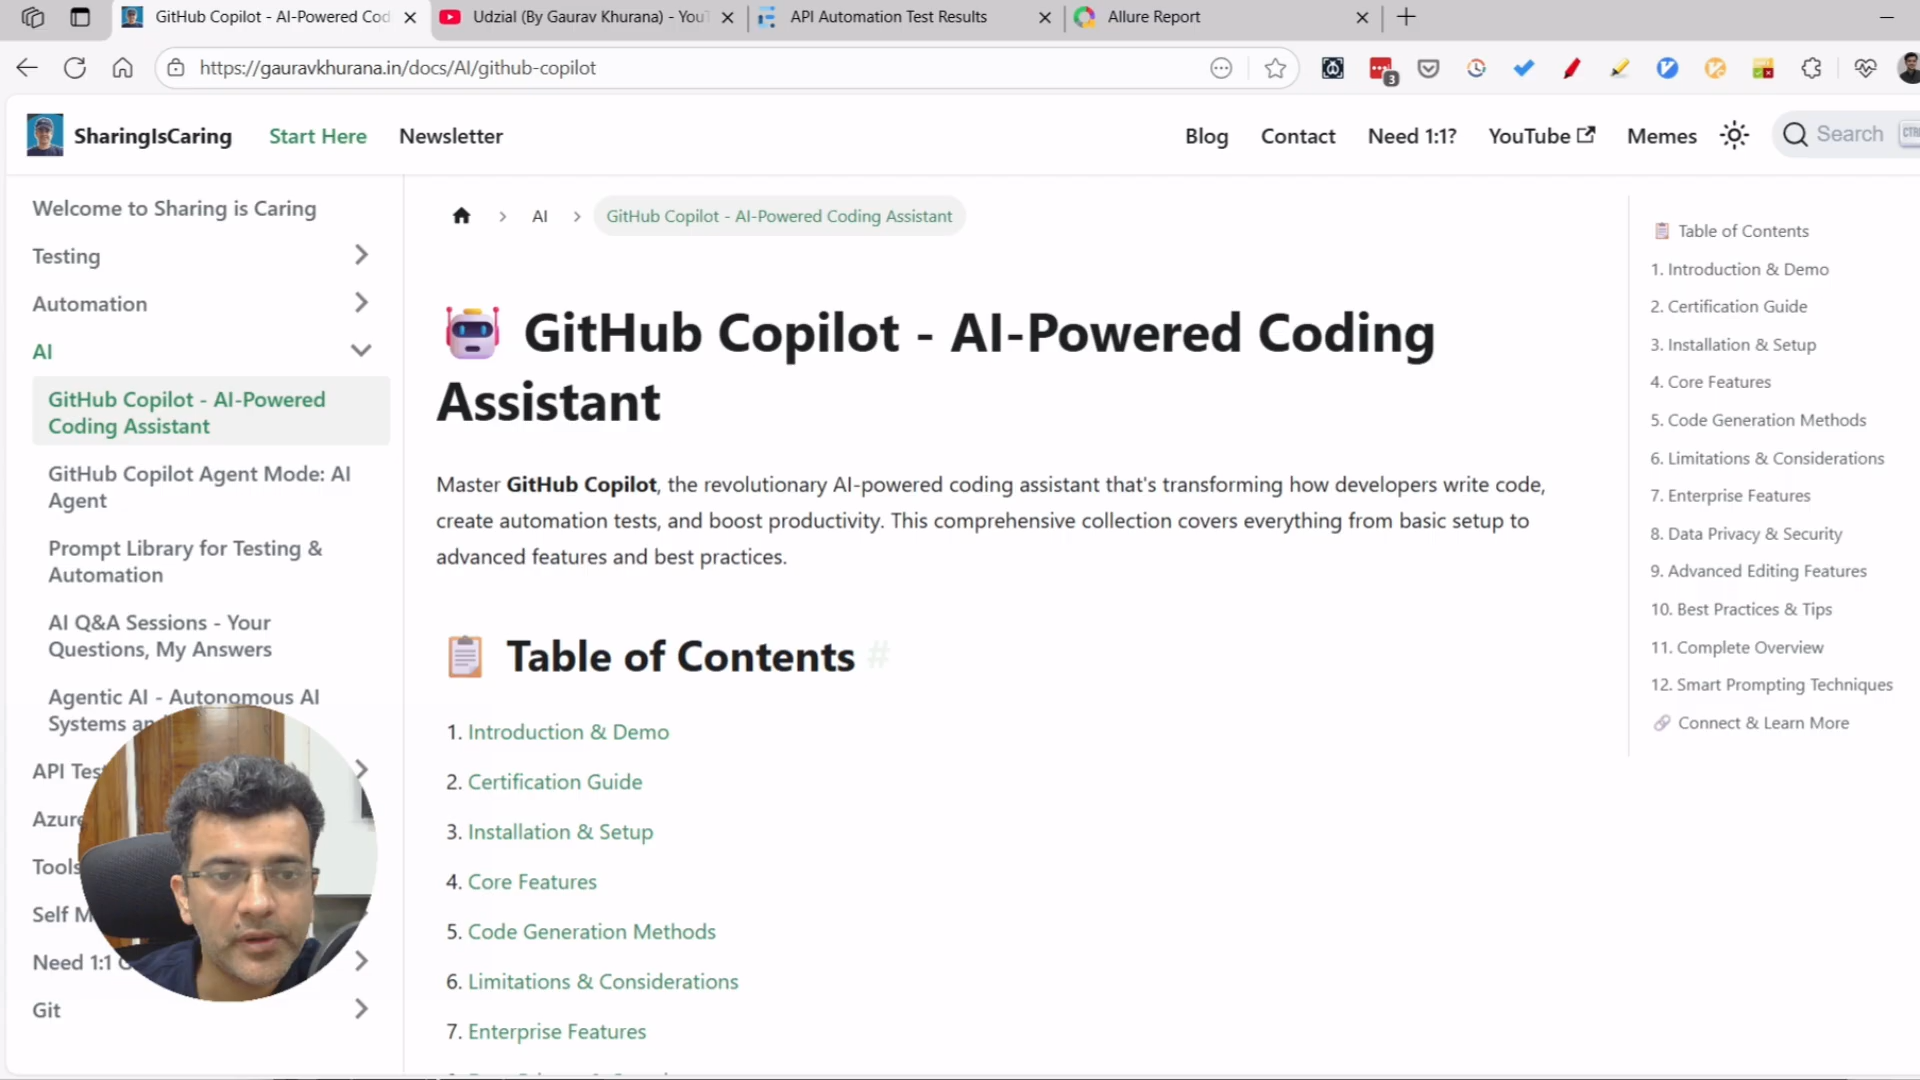 GitHub Copilot - AI-Powered Cod
Udzial (By Gaurav Khurana) - YouT
API Automation Test Results
Allure Report
https://gauravkhurana.in/docs/AI/github-copilot
3
SharingIsCaring
Start Here
Newsletter
Blog
Contact
Need 1:1?
YouTube
Memes
Search
CTR
Welcome to Sharing is Caring
Testing
Automation
AI
GitHub Copilot - AI-Powered
Coding Assistant
GitHub Copilot Agent Mode: AI
Agent
Prompt Library for Testing &
Automation
AI Q&A Sessions - Your
Questions, My Answers
Agentic AI - Autonomous AI
Systems an
API Tes
Azure
Tools
Self M
Need 1:1
Git
AI
GitHub Copilot - AI-Powered Coding Assistant
GitHub Copilot - AI-Powered Coding
Assistant
Master GitHub Copilot, the revolutionary AI-powered coding assistant that's transforming how developers write code,
create automation tests, and boost productivity. This comprehensive collection covers everything from basic setup to
advanced features and best practices.
Table of Contents #
1. Introduction & Demo
2. Certification Guide
3. Installation & Setup
4. Core Features
5. Code Generation Methods
6. Limitations & Considerations
7. Enterprise Features
Table of Contents
1. Introduction & Demo
2. Certification Guide
3. Installation & Setup
4. Core Features
5. Code Generation Methods
6. Limitations & Considerations
7. Enterprise Features
8. Data Privacy & Security
9. Advanced Editing Features
10. Best Practices & Tips
11. Complete Overview
12. Smart Prompting Techniques
Connect & Learn More